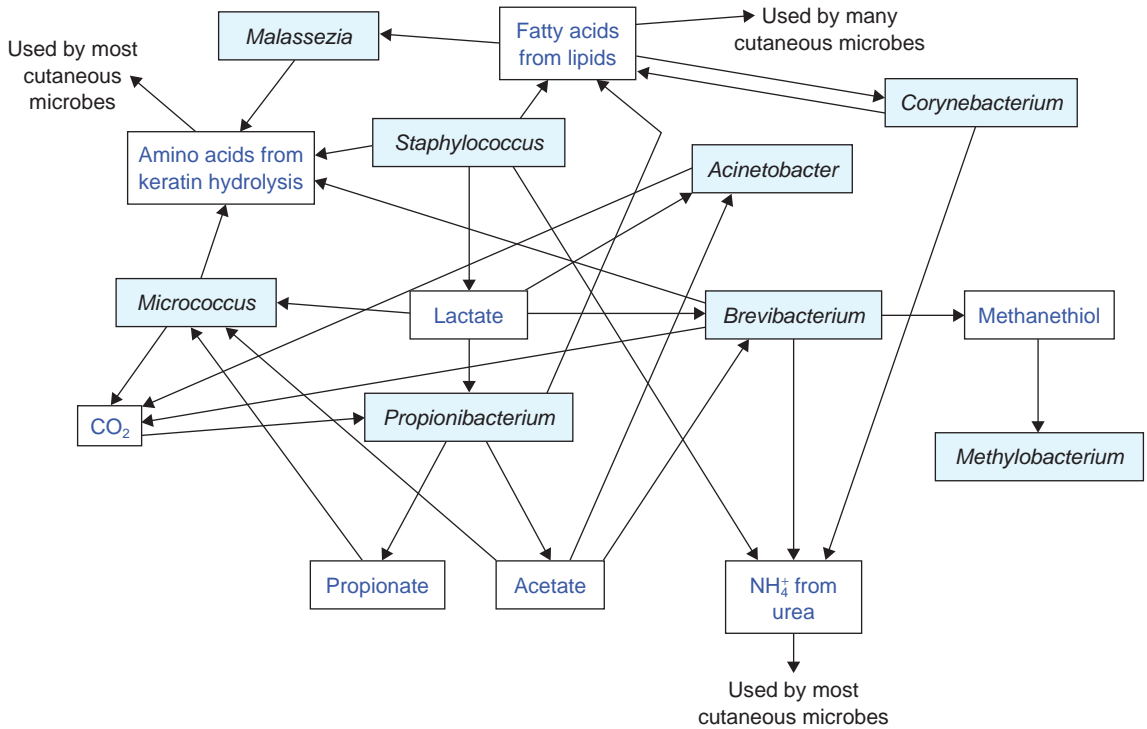 Used by most
cutaneous
microbes
Malassezia
Fatty acids
from lipids
Used by many
cutaneous microbes
Corynebacterium
Amino acids from
keratin hydrolysis
Staphylococcus
Acinetobacter
Micrococcus
Lactate
Brevibacterium
Methanethiol
CO₂
Propionibacterium
Methylobacterium
Propionate
Acetate
NH₄⁺ from
urea
Used by most
cutaneous microbes